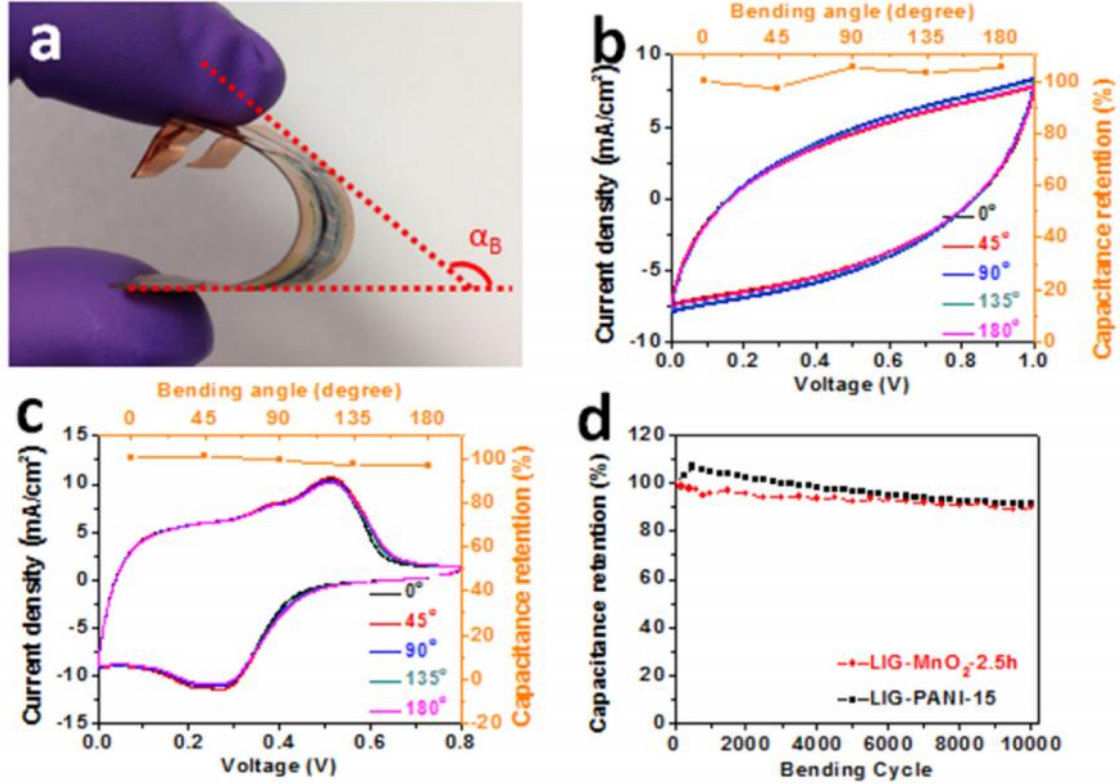 a
αB
b
Bending angle (degree)
0 45 90 135 180
Current density (mA/cm²)
10
5
0
-5
-10
Capacitance retention (%)
100
80
60
40
20
0
0°
45°
90°
135°
180°
0.0 0.2 0.4 0.6 0.8 1.0
Voltage (V)
c
Bending angle (degree)
0 45 90 135 180
Current density (mA/cm²)
15
10
5
0
-5
-10
-15
Capacitance retention (%)
100
80
60
40
20
0
-20
0°
45°
90°
135°
180°
0.0 0.2 0.4 0.6 0.8
Voltage (V)
d
Capacitance retention (%)
120
100
80
60
40
20
0
LIG-MnO₂-2.5h
LIG-PANI-15
0 2000 4000 6000 8000 10000
Bending Cycle